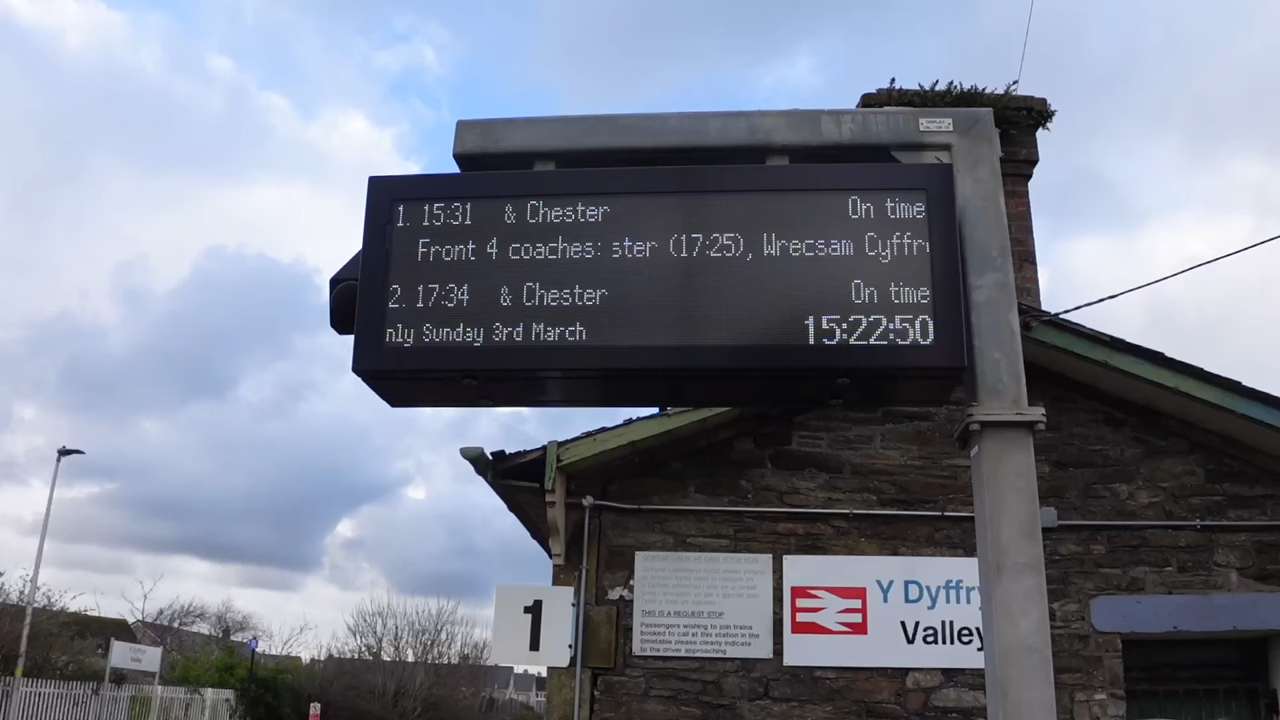 1. 15:31 & Chester On time
Front 4 coaches: ster (17:25), Wrecsam Cyffr
2. 17:34 & Chester On time
nly Sunday 3rd March 15:22:50
1
THIS IS A REQUEST STOP
Passengers wishing to join trains
booked to call at this station in the
timetable please clearly indicate
to the driver approaching
Y Dyffry
Valley